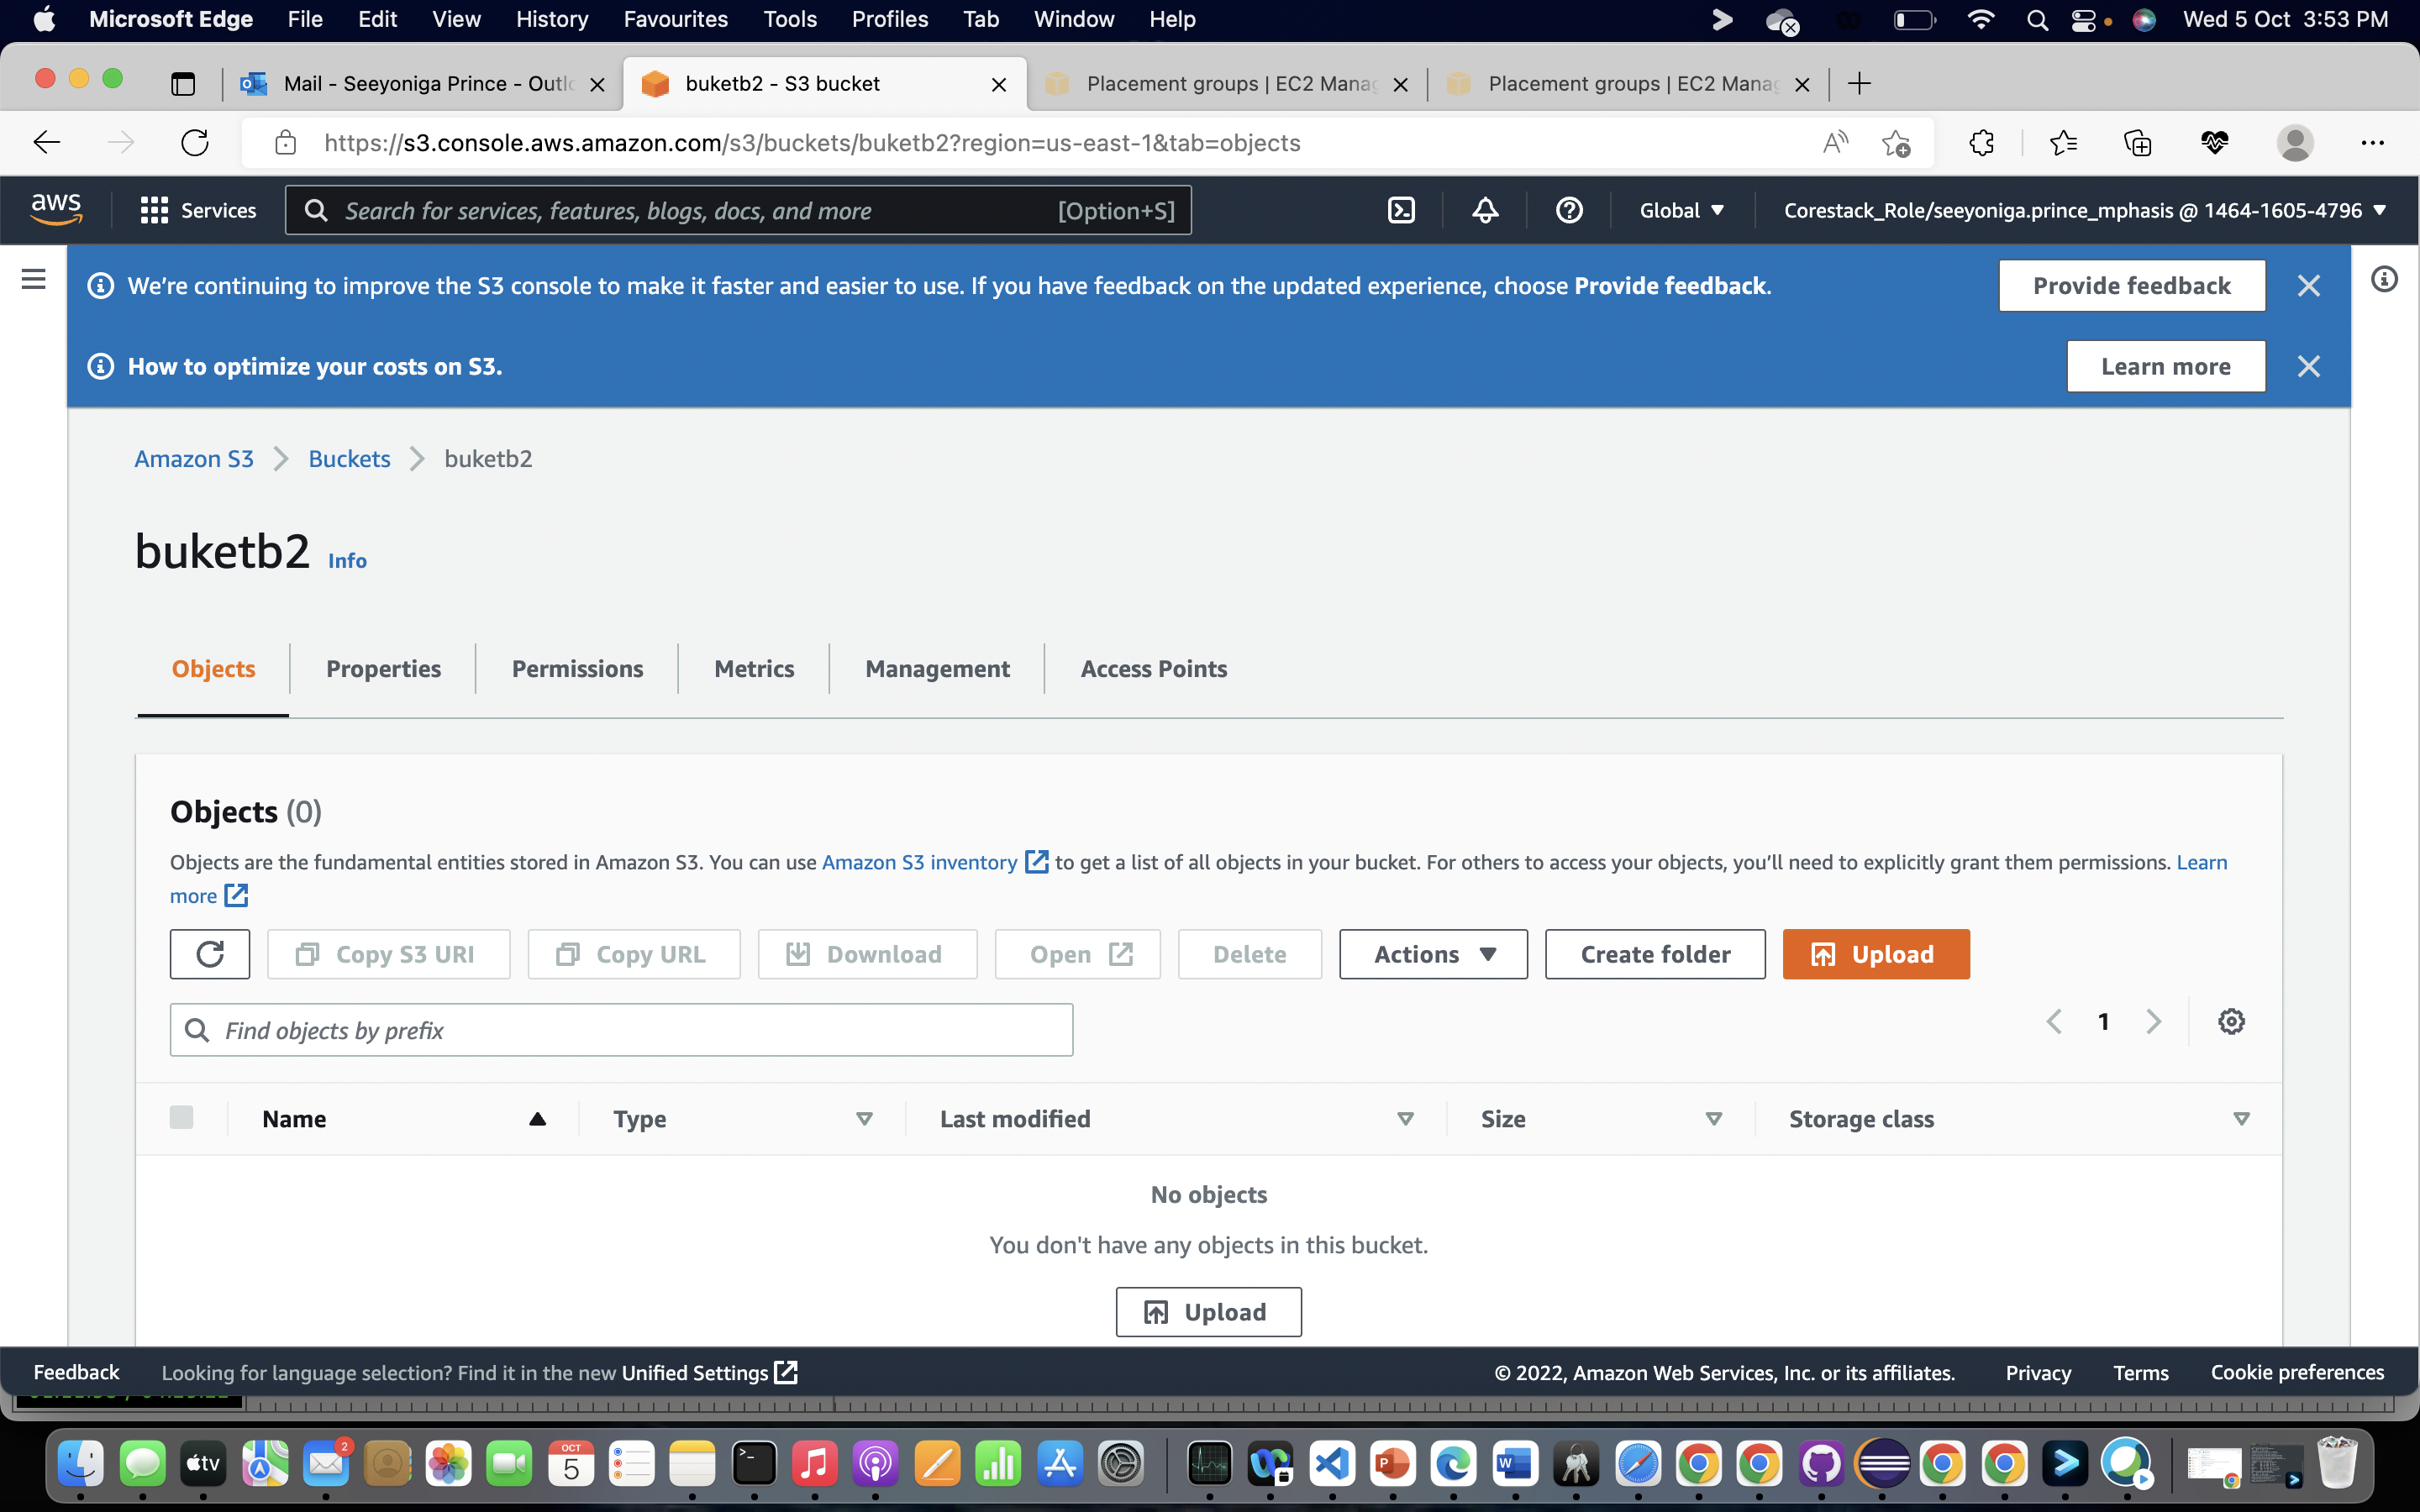 Microsoft Edge File Edit View History Favourites Tools Profiles Tab Window Help Wed 5 Oct 3:53 PM
Mail - Seeyoniga Prince - Outlo buketb2 - S3 bucket Placement groups | EC2 Manag Placement groups | EC2 Manag
https://s3.console.aws.amazon.com/s3/buckets/buketb2?region=us-east-1&tab=objects
aws Services Search for services, features, blogs, docs, and more [Option+S] Global Corestack_Role/seeyoniga.prince_mphasis @ 1464-1605-4796
We're continuing to improve the S3 console to make it faster and easier to use. If you have feedback on the updated experience, choose Provide feedback. Provide feedback
How to optimize your costs on S3. Learn more
Amazon S3 Buckets buketb2
buketb2 Info
Objects Properties Permissions Metrics Management Access Points
Objects (0)
Objects are the fundamental entities stored in Amazon S3. You can use Amazon S3 inventory to get a list of all objects in your bucket. For others to access your objects, you'll need to explicitly grant them permissions. Learn
more
Copy S3 URI Copy URL Download Open Delete Actions Create folder Upload
Find objects by prefix 1
Name Type Last modified Size Storage class
No objects
You don't have any objects in this bucket.
Upload
Feedback Looking for language selection? Find it in the new Unified Settings © 2022, Amazon Web Services, Inc. or its affiliates. Privacy Terms Cookie preferences
tv 2 OCT 5